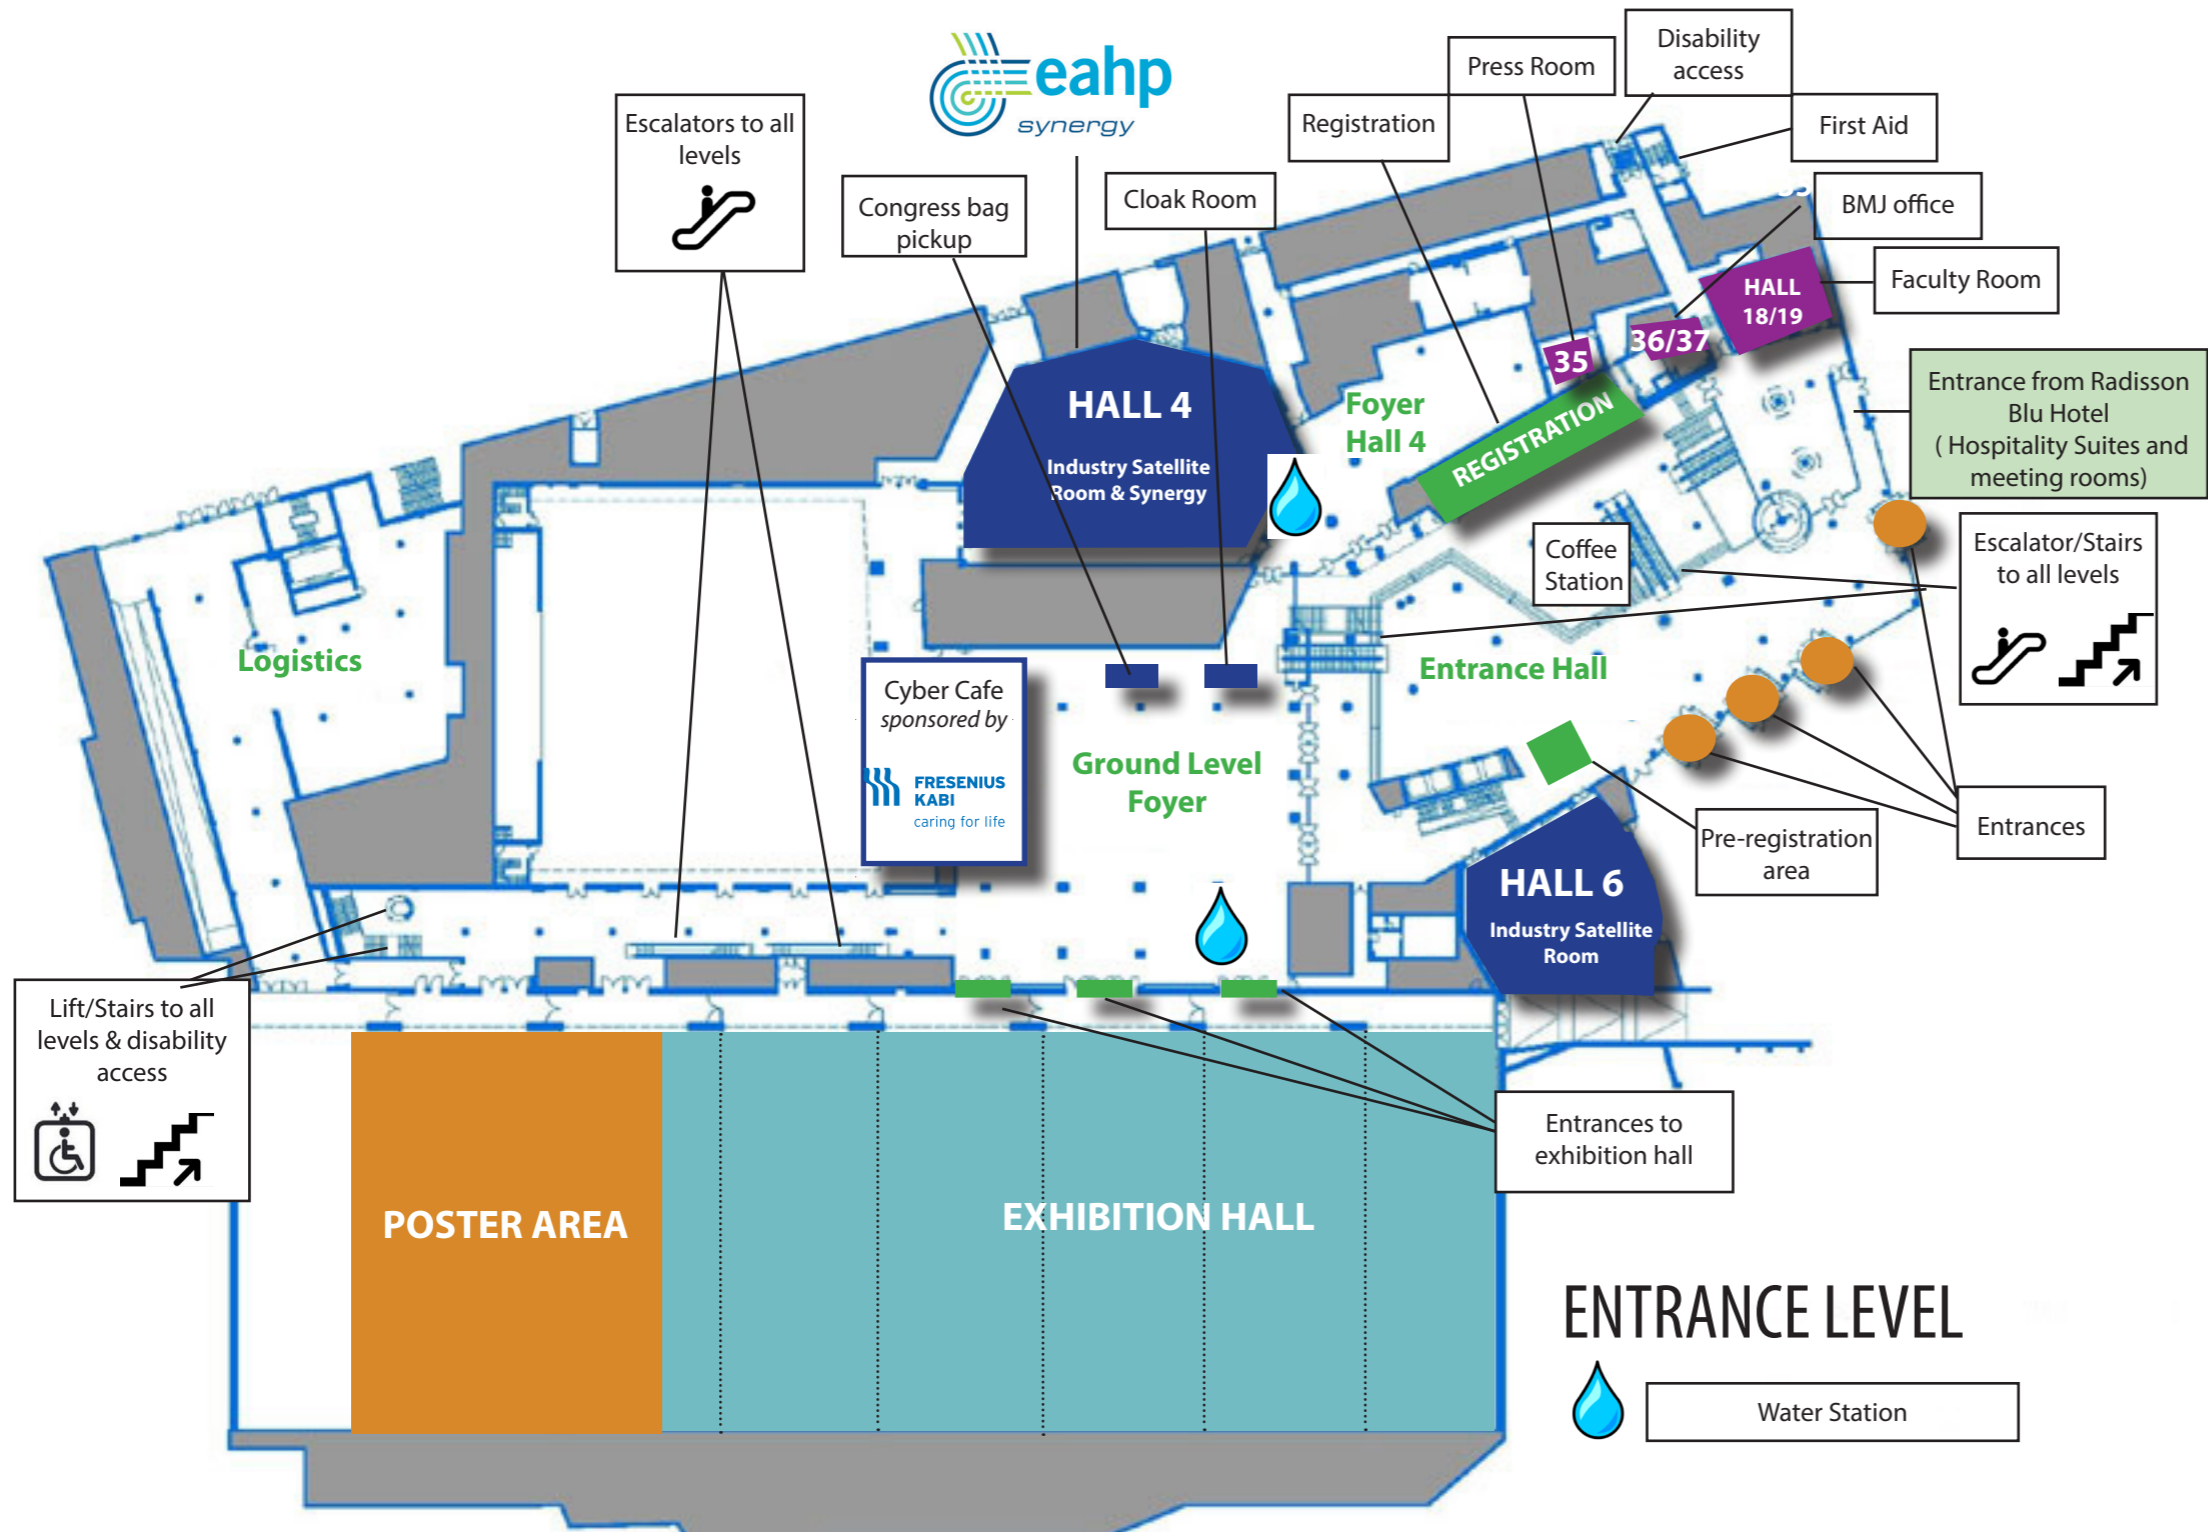 eahp
synergy
Escalators to all
levels
Congress bag
pickup
Cloak Room
Registration
Press Room
Disability
access
First Aid
BMJ office
Faculty Room
HALL
18/19
36/37
35
REGISTRATION
Foyer
Hall 4
HALL 4
Industry Satellite
Room & Synergy
Entrance from Radisson
Blu Hotel
( Hospitality Suites and
meeting rooms)
Escalator/Stairs
to all levels
Coffee
Station
Logistics
Entrance Hall
Cyber Cafe
sponsored by
FRESENIUS
KABI
caring for life
Ground Level
Foyer
Entrances
Pre-registration
area
HALL 6
Industry Satellite
Room
Lift/Stairs to all
levels & disability
access
Entrances to
exhibition hall
POSTER AREA
EXHIBITION HALL
ENTRANCE LEVEL
Water Station